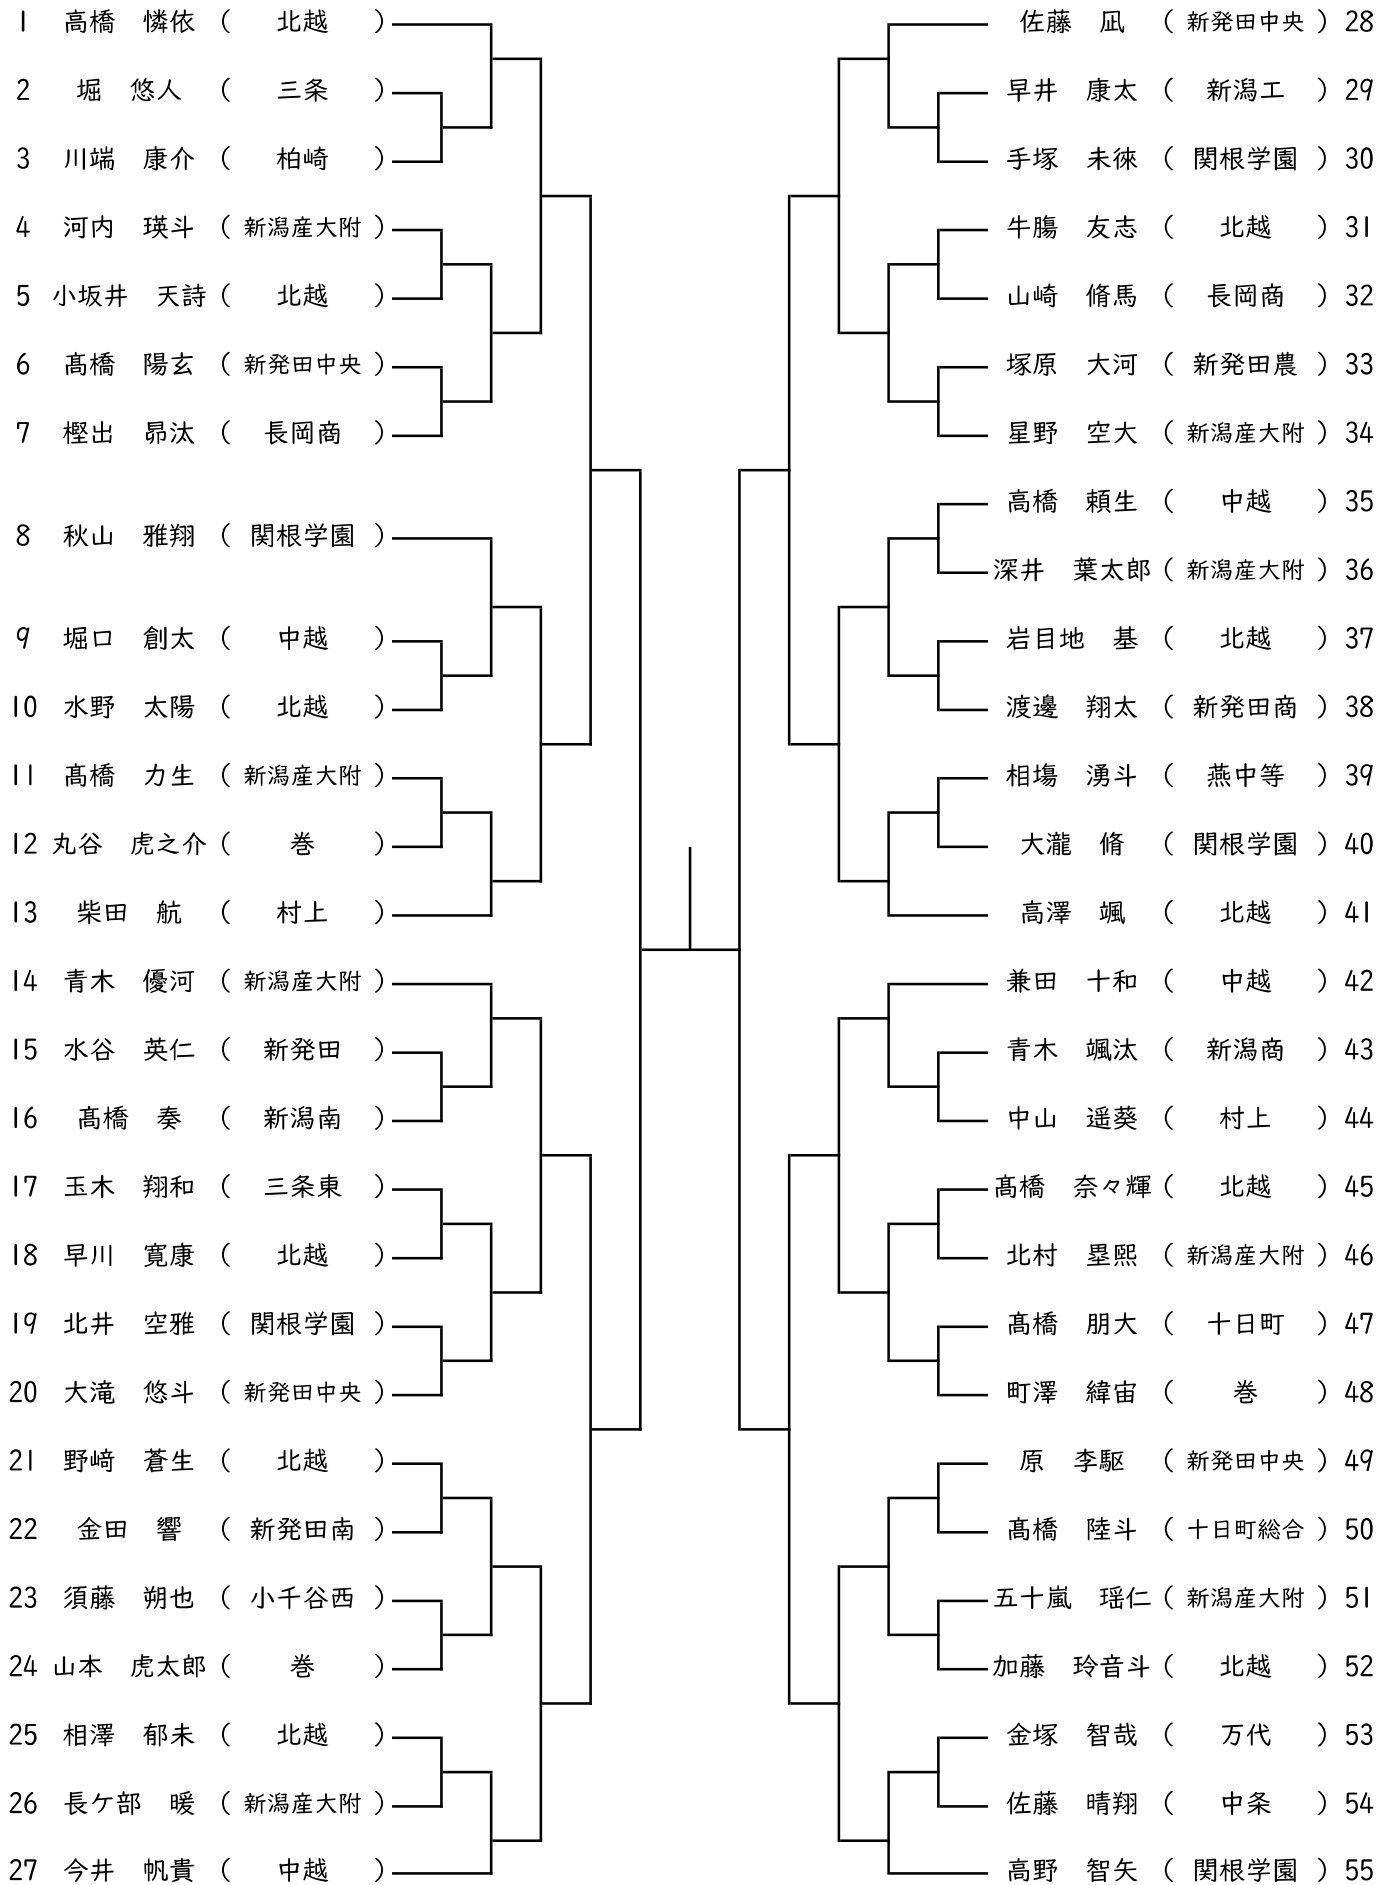 1 高橋 憐依 ( 北越 )
2 堀 悠人 ( 三条 )
3 川端 康介 ( 柏崎 )
4 河内 瑛斗 ( 新潟産大附 )
5 小坂井 天詩 ( 北越 )
6 髙橋 陽玄 ( 新発田中央 )
7 樫出 昴汰 ( 長岡商 )
8 秋山 雅翔 ( 関根学園 )
9 堀口 創太 ( 中越 )
10 水野 太陽 ( 北越 )
11 髙橋 力生 ( 新潟産大附 )
12 丸谷 虎之介 ( 巻 )
13 柴田 航 ( 村上 )
14 青木 優河 ( 新潟産大附 )
15 水谷 英仁 ( 新発田 )
16 髙橋 奏 ( 新潟南 )
17 玉木 翔和 ( 三条東 )
18 早川 寛康 ( 北越 )
19 北井 空雅 ( 関根学園 )
20 大滝 悠斗 ( 新発田中央 )
21 野﨑 蒼生 ( 北越 )
22 金田 響 ( 新発田南 )
23 須藤 朔也 ( 小千谷西 )
24 山本 虎太郎 ( 巻 )
25 相澤 郁未 ( 北越 )
26 長ケ部 暖 ( 新潟産大附 )
27 今井 帆貴 ( 中越 )
佐藤 凪 ( 新発田中央 ) 28
早井 康太 ( 新潟工 ) 29
手塚 未徠 ( 関根学園 ) 30
牛膓 友志 ( 北越 ) 31
山崎 脩馬 ( 長岡商 ) 32
塚原 大河 ( 新発田農 ) 33
星野 空大 ( 新潟産大附 ) 34
高橋 頼生 ( 中越 ) 35
深井 葉太郎 ( 新潟産大附 ) 36
岩目地 基 ( 北越 ) 37
渡邊 翔太 ( 新発田商 ) 38
相場 湧斗 ( 燕中等 ) 39
大瀧 脩 ( 関根学園 ) 40
高澤 颯 ( 北越 ) 41
兼田 十和 ( 中越 ) 42
青木 颯汰 ( 新潟商 ) 43
中山 遥葵 ( 村上 ) 44
髙橋 奈々輝 ( 北越 ) 45
北村 塁煕 ( 新潟産大附 ) 46
髙橋 朋大 ( 十日町 ) 47
町澤 緯宙 ( 巻 ) 48
原 李駆 ( 新発田中央 ) 49
髙橋 陸斗 ( 十日町総合 ) 50
五十嵐 瑶仁 ( 新潟産大附 ) 51
加藤 玲音斗 ( 北越 ) 52
金塚 智哉 ( 万代 ) 53
佐藤 晴翔 ( 中条 ) 54
高野 智矢 ( 関根学園 ) 55